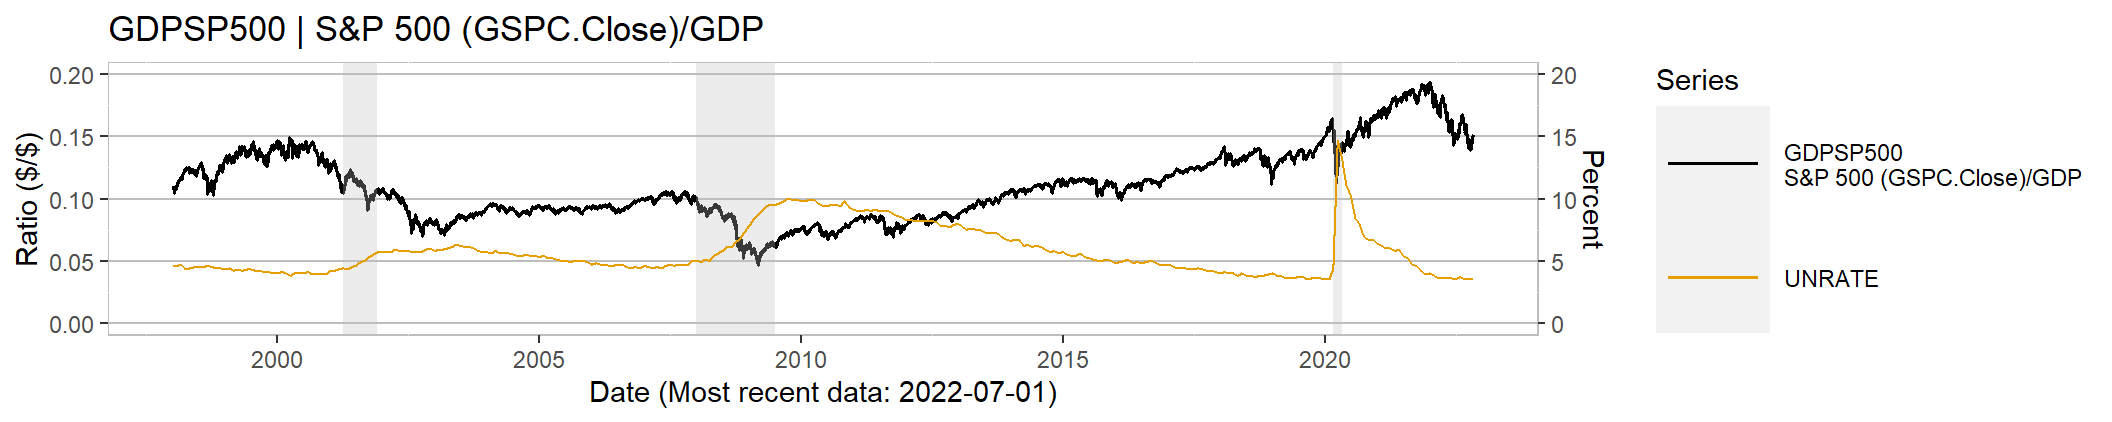 GDPSP500 | S&P 500 (GSPC.Close)/GDP
0.20
0.15
0.10
0.05
0.00
Ratio ($/$)
20
15
10
5
0
Percent
2000 2005 2010 2015 2020
Date (Most recent data: 2022-07-01)
Series
GDPSP500
S&P 500 (GSPC.Close)/GDP
UNRATE